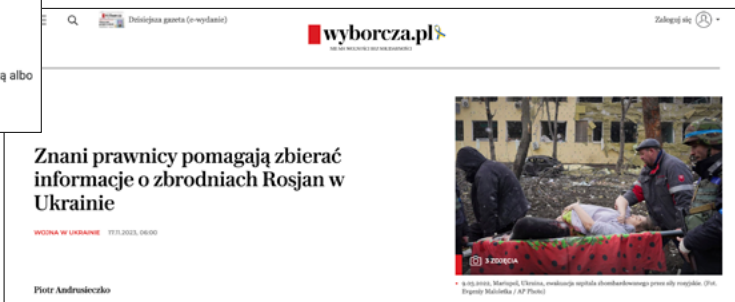 ą albo
Dzisiejsza gazeta (e-wydanie)
wyborcza.pl
Zaloguj się
Znani prawnicy pomagają zbierać
informacje o zbrodniach Rosjan w
Ukrainie
WOJNA W UKRAINIE 17.11.2023, 06:00
Piotr Andrusieczko
3 ZDJĘCIA
9.03.2022, Mariupol, Ukraina, ewakuacja szpitala zbombardowanego przez siły rosyjskie. (Fot.
Evgeniy Maloletka / AP Photo)